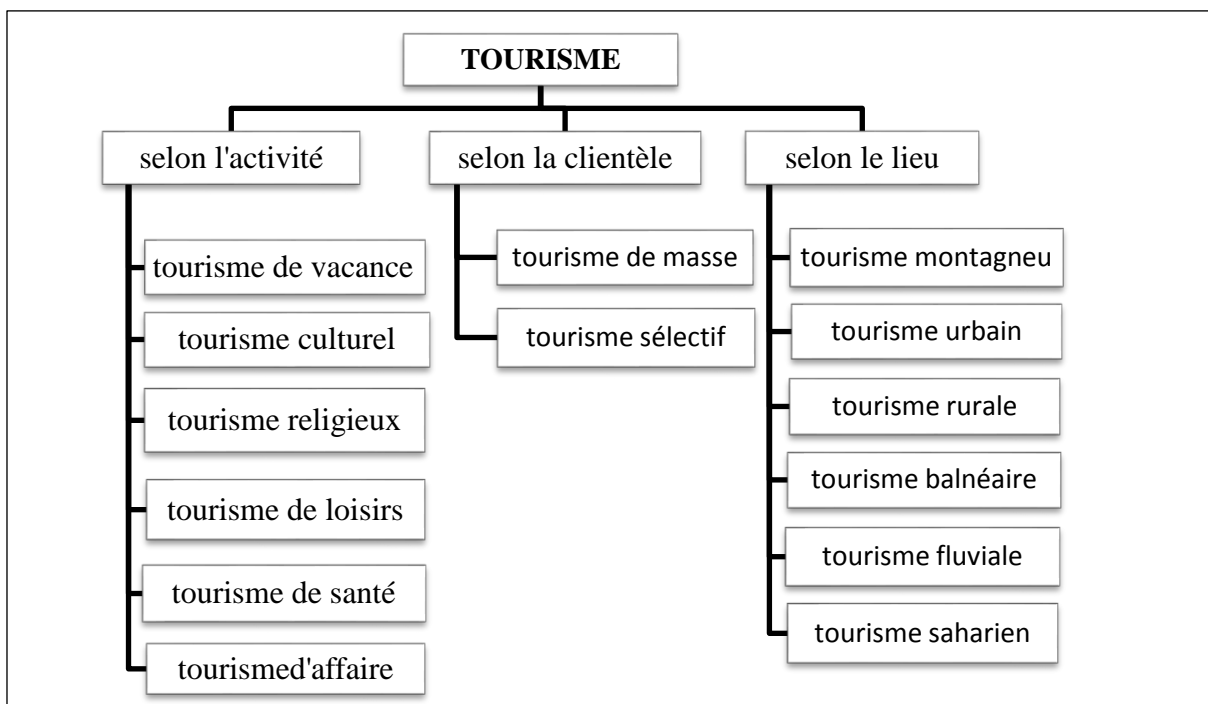 TOURISME
selon l'activité
tourisme de vacance
tourisme culturel
tourisme religieux
tourisme de loisirs
tourisme de santé
tourismed'affaire
selon la clientèle
tourisme de masse
tourisme sélectif
selon le lieu
tourisme montagneu
tourisme urbain
tourisme rurale
tourisme balnéaire
tourisme fluviale
tourisme saharien